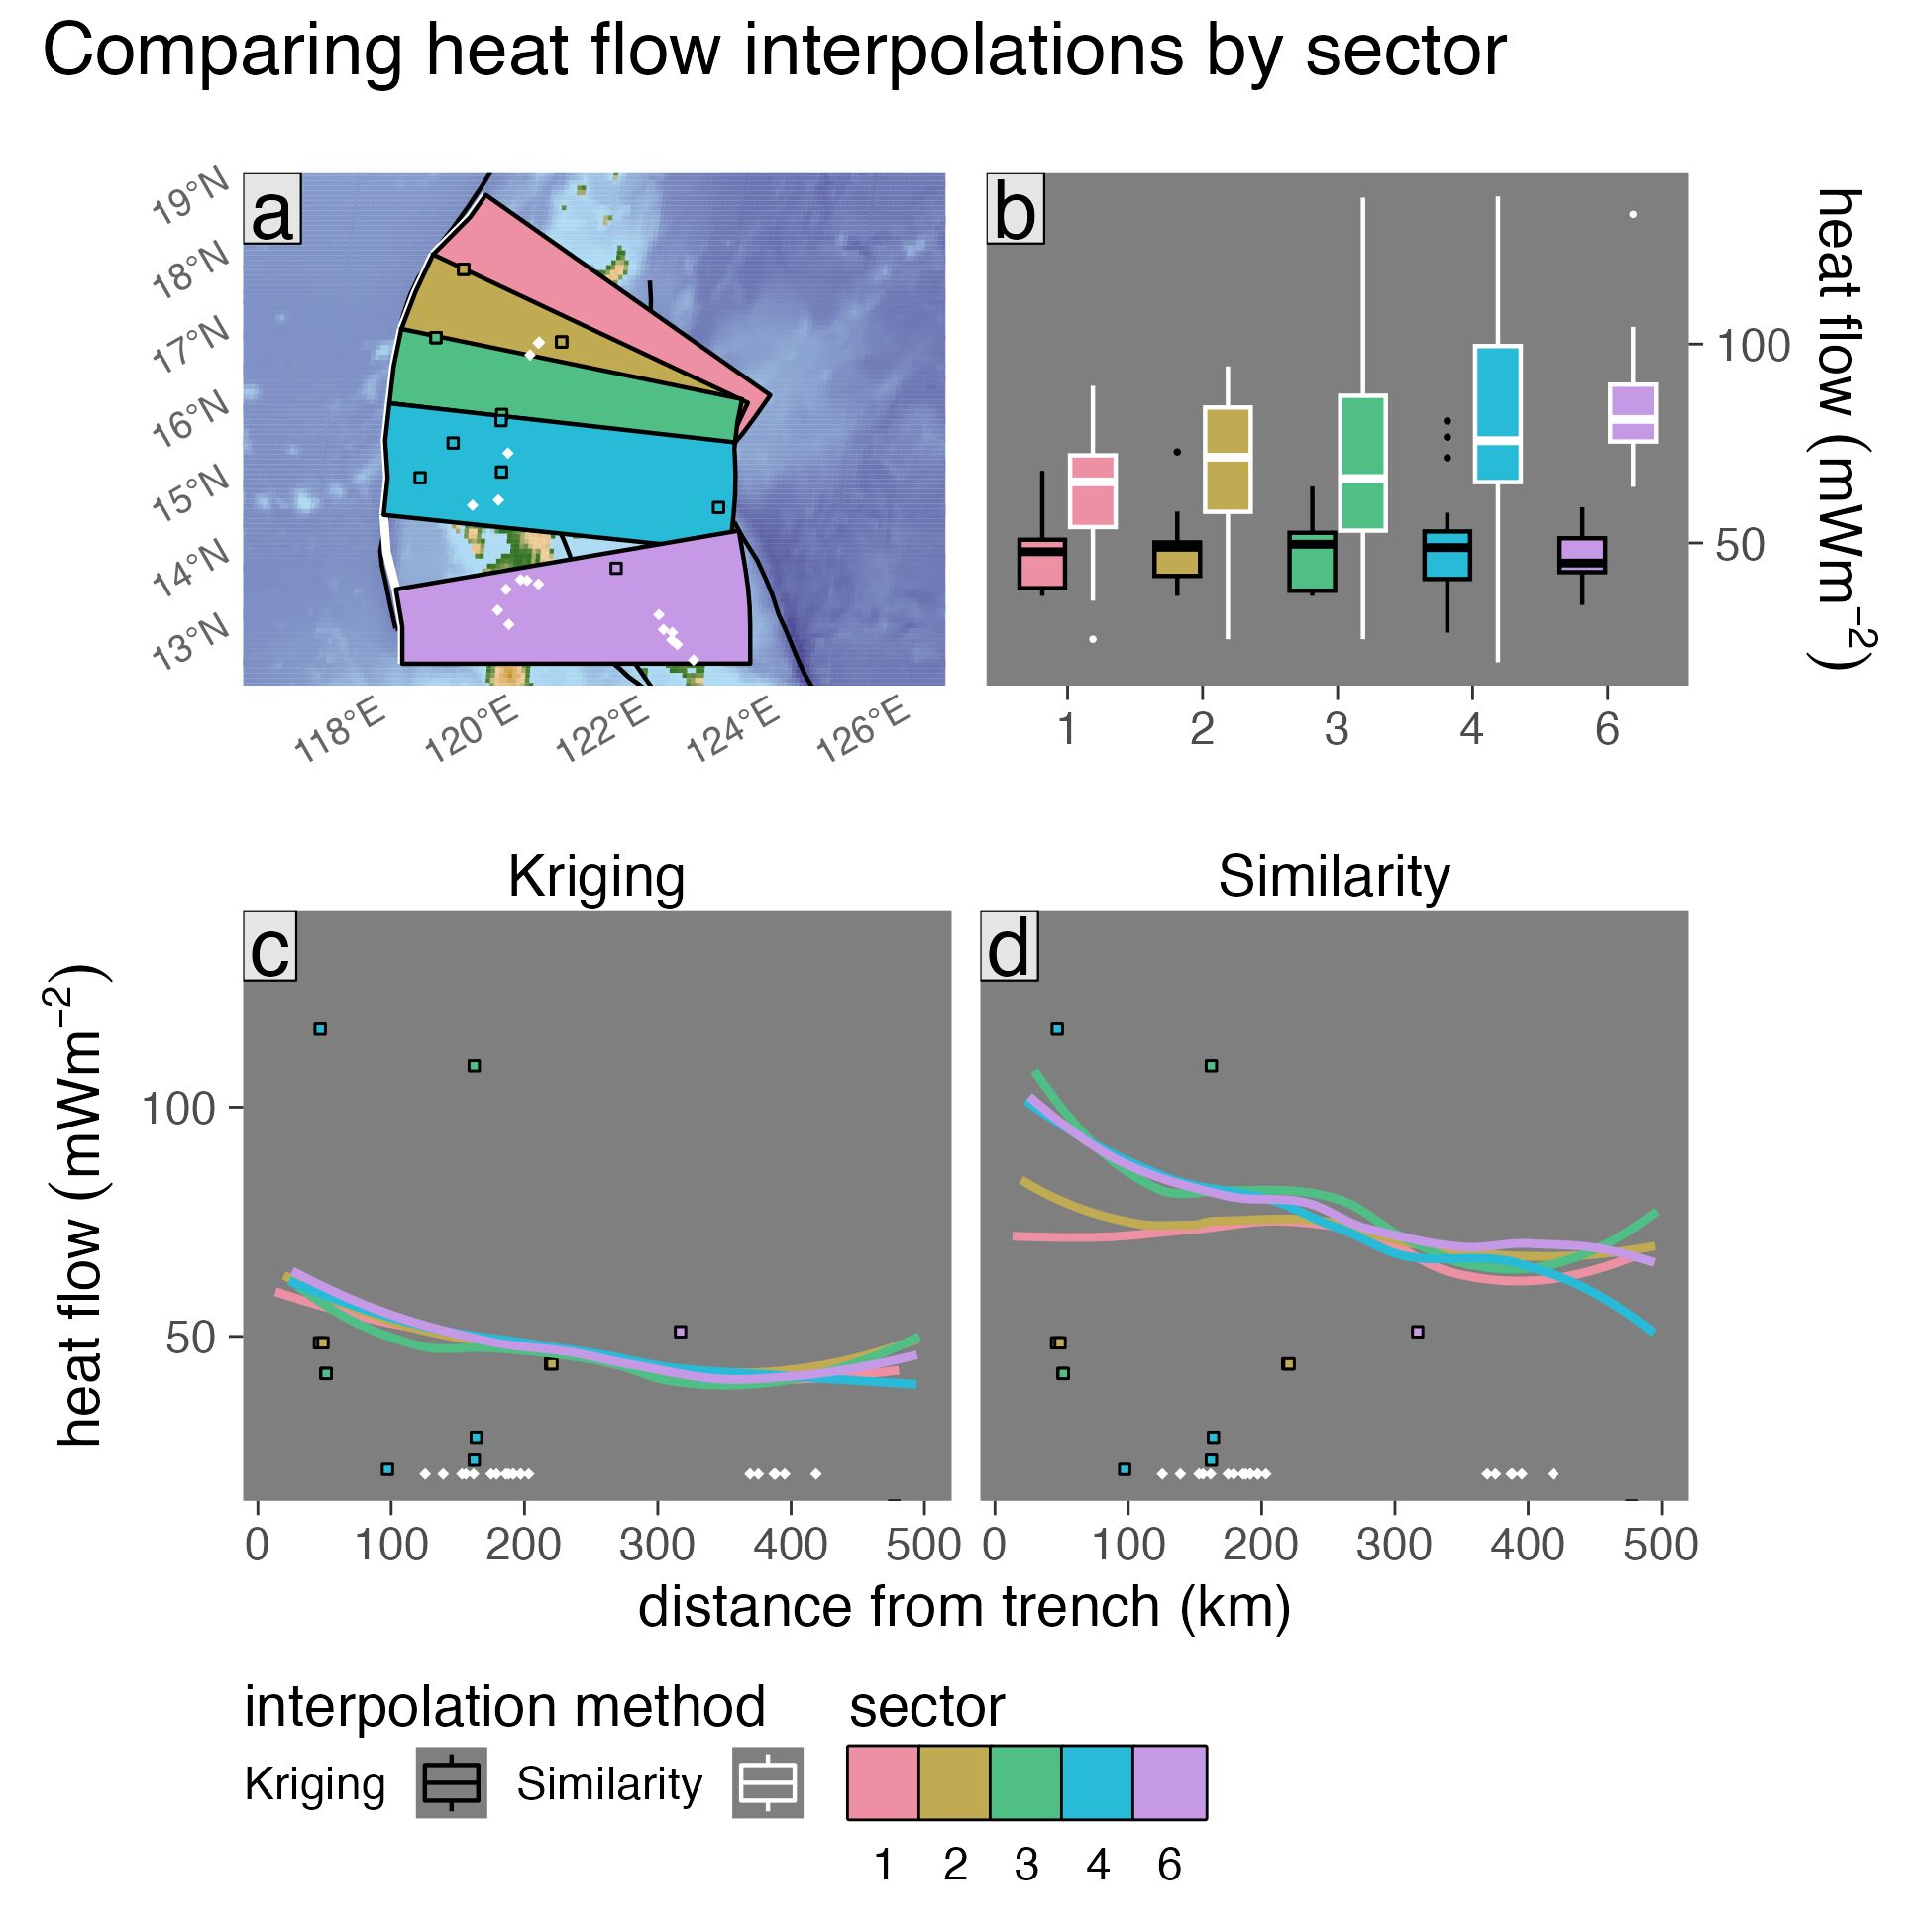 Comparing heat flow interpolations by sector
a
19°N
18°N
17°N
16°N
15°N
14°N
13°N
118°E 120°E 122°E 124°E 126°E
b
100
50
heat flow (mWm⁻²)
1 2 3 4 6
Kriging
c
heat flow (mWm⁻²)
100
50
0 100 200 300 400 500
Similarity
d
0 100 200 300 400 500
distance from trench (km)
interpolation method
Kriging Similarity
sector
1 2 3 4 6